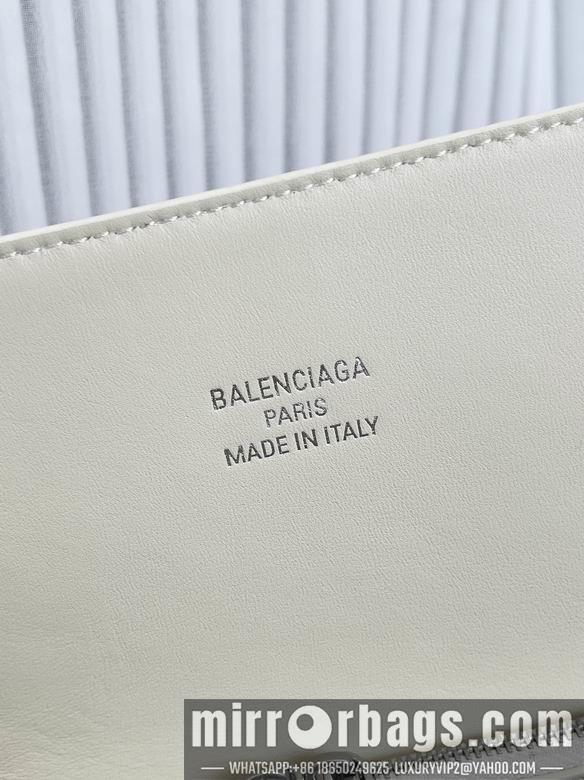 BALENCIAGA
PARIS
MADE IN ITALY
mirrorbags.com
WHATSAPP:+86 18650249625 LUXURYVIP2@YAHOO.COM